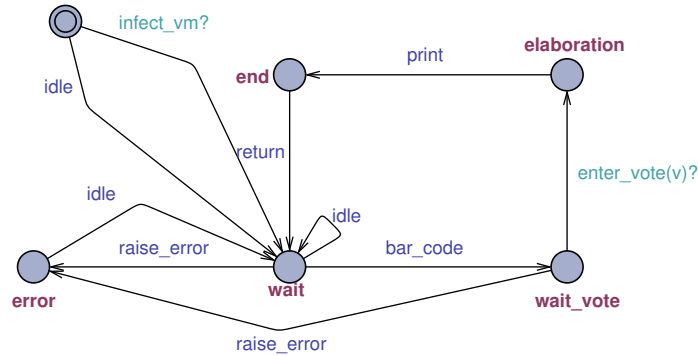 infect_vm?
elaboration
print
end
idle
return
enter_vote(v)?
idle
idle
raise_error
bar_code
wait
error
wait_vote
raise_error